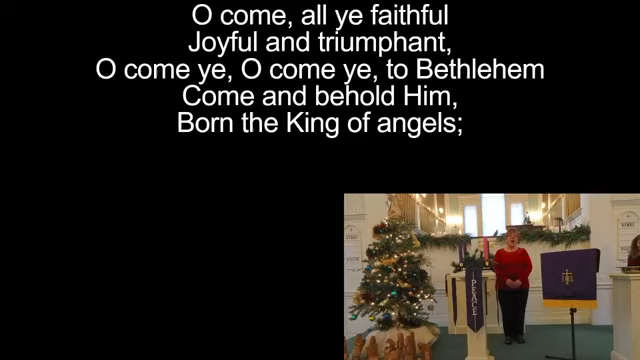 O come, all ye faithful
Joyful and triumphant,
O come ye, O come ye, to Bethlehem
Come and behold Him,
Born the King of angels;
PEACE